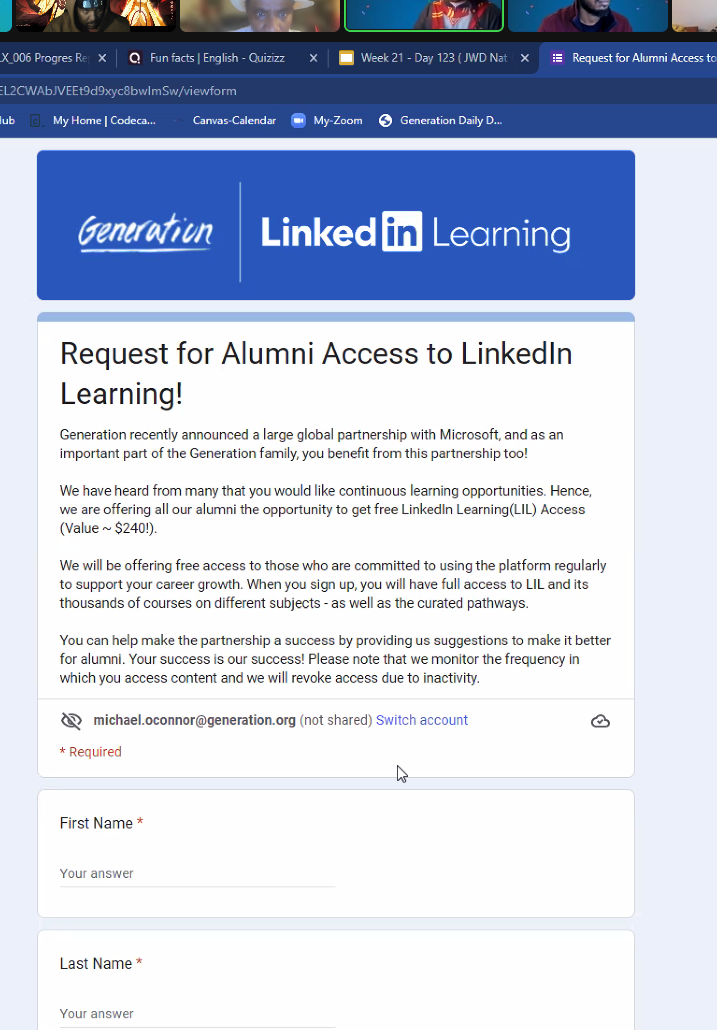 LX_006 Progres Re
Fun facts | English - Quizizz
Week 21 - Day 123 ( JWD Nat
Request for Alumni Access to
EL2CWAbJVEEt9d9xyc8bwlmSw/viewform
lub
My Home | Codeca...
Canvas-Calendar
My-Zoom
Generation Daily D...
Generation
Linked in Learning
Request for Alumni Access to LinkedIn
Learning!
Generation recently announced a large global partnership with Microsoft, and as an
important part of the Generation family, you benefit from this partnership too!
We have heard from many that you would like continuous learning opportunities. Hence,
we are offering all our alumni the opportunity to get free LinkedIn Learning(LIL) Access
(Value ~ $240!).
We will be offering free access to those who are committed to using the platform regularly
to support your career growth. When you sign up, you will have full access to LIL and its
thousands of courses on different subjects - as well as the curated pathways.
You can help make the partnership a success by providing us suggestions to make it better
for alumni. Your success is our success! Please note that we monitor the frequency in
which you access content and we will revoke access due to inactivity.
michael.oconnor@generation.org (not shared) Switch account
* Required
First Name *
Your answer
Last Name *
Your answer